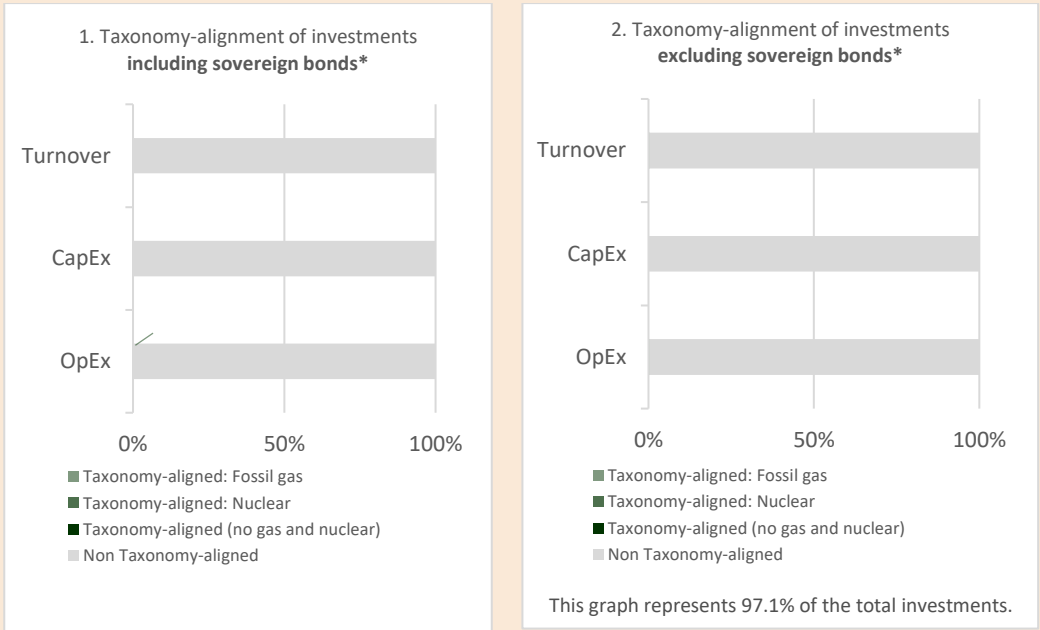 1. Taxonomy-alignment of investments
including sovereign bonds*
Turnover
CapEx
OpEx
0% 50% 100%
Taxonomy-aligned: Fossil gas
Taxonomy-aligned: Nuclear
Taxonomy-aligned (no gas and nuclear)
Non Taxonomy-aligned
2. Taxonomy-alignment of investments
excluding sovereign bonds*
Turnover
CapEx
OpEx
0% 50% 100%
Taxonomy-aligned: Fossil gas
Taxonomy-aligned: Nuclear
Taxonomy-aligned (no gas and nuclear)
Non Taxonomy-aligned
This graph represents 97.1% of the total investments.